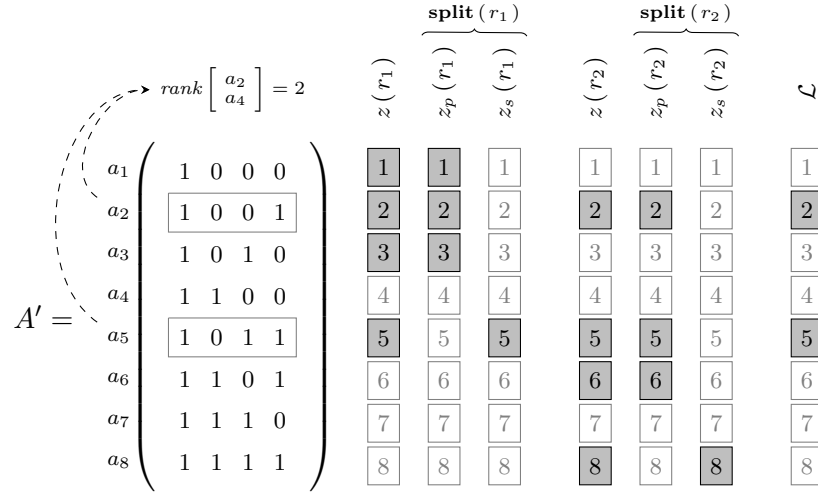 split ( r₁ ) split ( r₂ )
z ( r₁ ) zₚ ( r₁ ) zₛ ( r₁ ) z ( r₂ ) zₚ ( r₂ ) zₛ ( r₂ ) ℒ
rank [ a₂ a₄ ] = 2
A′ =
a₁ 1 0 0 0 1 1 1 1 1 1 1
a₂ 1 0 0 1 2 2 2 2 2 2 2
a₃ 1 0 1 0 3 3 3 3 3 3 3
a₄ 1 1 0 0 4 4 4 4 4 4 4
a₅ 1 0 1 1 5 5 5 5 5 5 5
a₆ 1 1 0 1 6 6 6 6 6 6 6
a₇ 1 1 1 0 7 7 7 7 7 7 7
a₈ 1 1 1 1 8 8 8 8 8 8 8